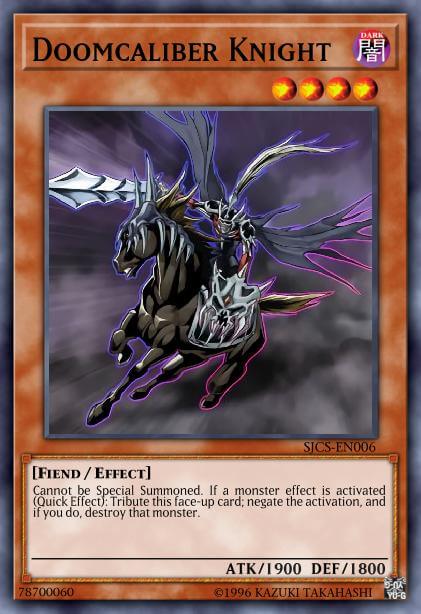 DOOMCALIBER KNIGHT
DARK
闇
SJCS-EN006
[FIEND / EFFECT]
Cannot be Special Summoned. If a monster effect is activated
(Quick Effect): Tribute this face-up card; negate the activation, and
if you do, destroy that monster.
ATK/1900 DEF/1800
78700060
©1996 KAZUKI TAKAHASHI